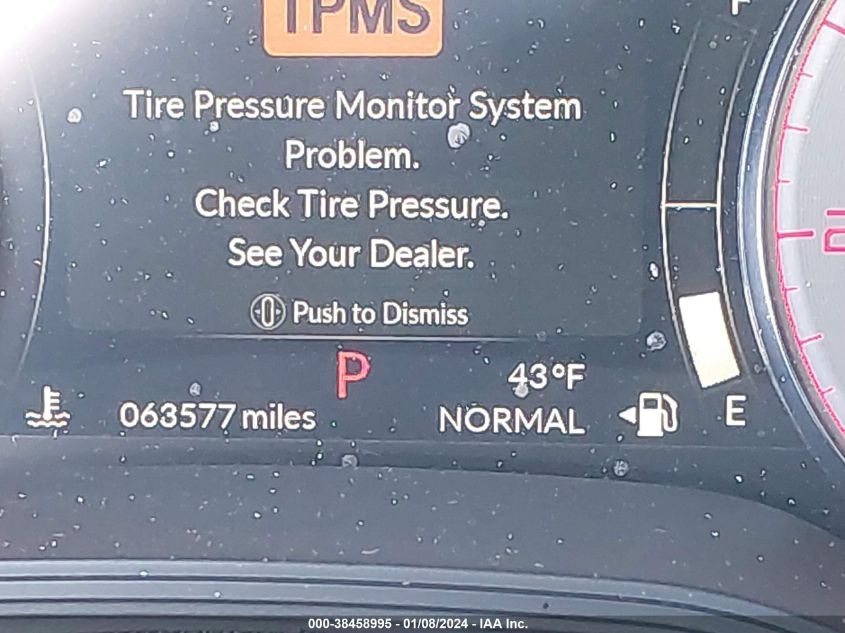 TPMS
F
Tire Pressure Monitor System
Problem.
Check Tire Pressure.
See Your Dealer.
Push to Dismiss
P
43°F
063577 miles
NORMAL
E
000-38458995 - 01/08/2024 - IAA Inc.